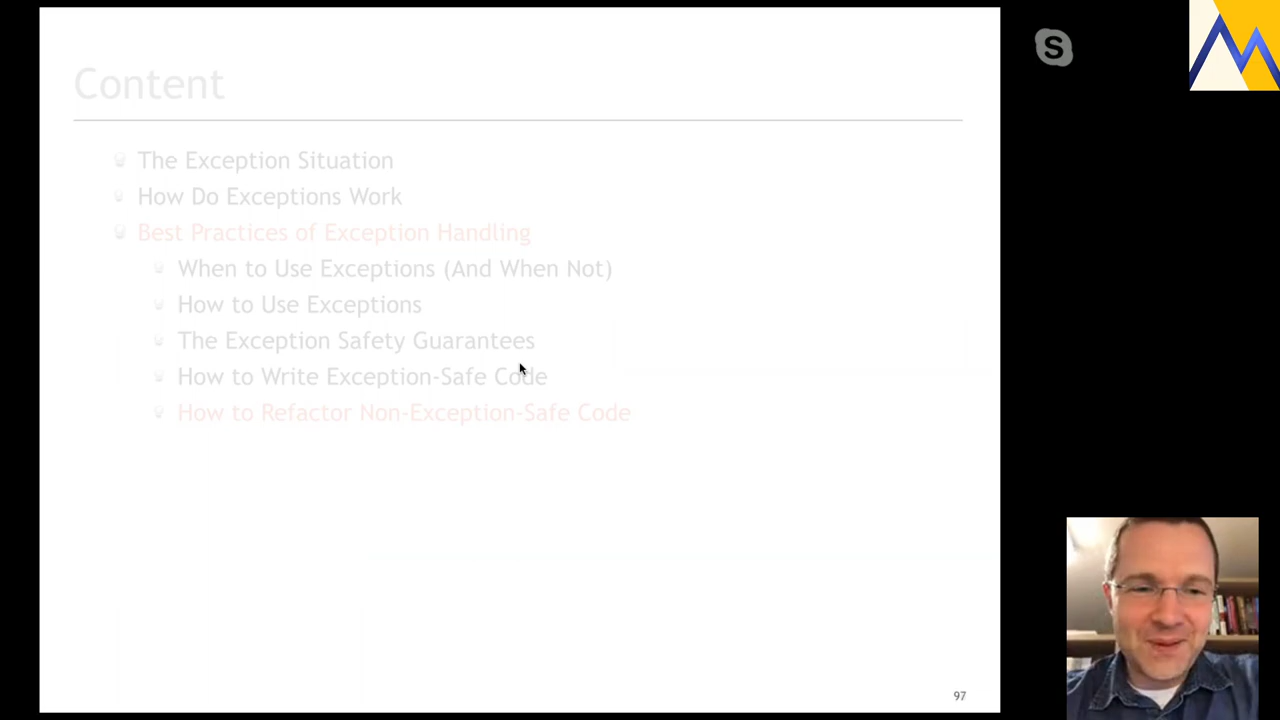 Content
The Exception Situation
How Do Exceptions Work
Best Practices of Exception Handling
When to Use Exceptions (And When Not)
How to Use Exceptions
The Exception Safety Guarantees
How to Write Exception-Safe Code
How to Refactor Non-Exception-Safe Code
97